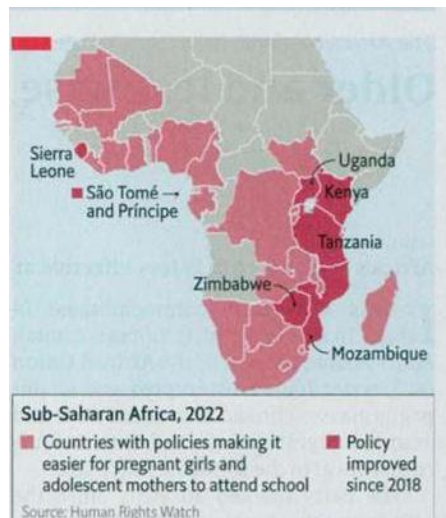 Sierra
Leone
São Tomé →
and Príncipe
Uganda
Kenya
Tanzania
Zimbabwe
Mozambique
Sub-Saharan Africa, 2022
Countries with policies making it
easier for pregnant girls and
adolescent mothers to attend school
Policy
improved
since 2018
Source: Human Rights Watch